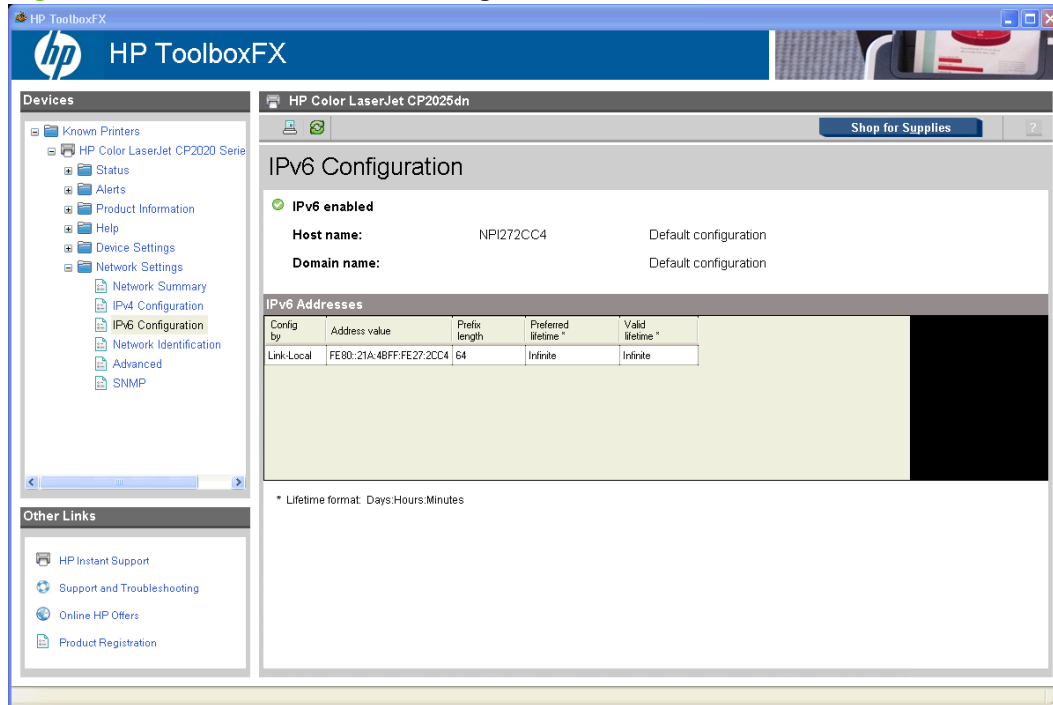 HP ToolboxFX
hp HP ToolboxFX
Devices
Known Printers
HP Color LaserJet CP2020 Serie
Status
Alerts
Product Information
Help
Device Settings
Network Settings
Network Summary
IPv4 Configuration
IPv6 Configuration
Network Identification
Advanced
SNMP
Other Links
HP Instant Support
Support and Troubleshooting
Online HP Offers
Product Registration
HP Color LaserJet CP2025dn
Shop for Supplies ?
IPv6 Configuration
IPv6 enabled
Host name: NPI272CC4 Default configuration
Domain name: Default configuration
IPv6 Addresses
Config by Address value Prefix length Preferred lifetime * Valid lifetime *
Link-Local FE80::21A:4BFF:FE27:2CC4 64 Infinite Infinite
* Lifetime format: Days:Hours:Minutes